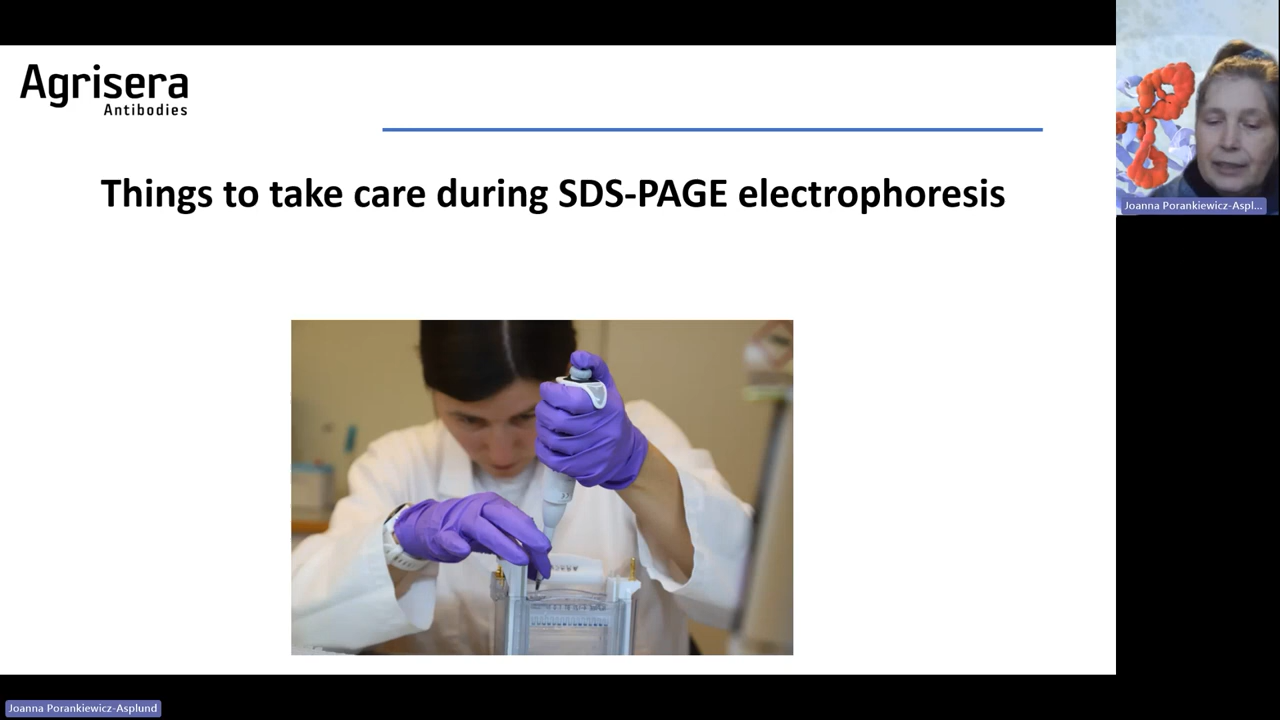 Agrisera
Antibodies
Things to take care during SDS-PAGE electrophoresis
Joanna Porankiewicz-Aspl...
Joanna Porankiewicz-Asplund